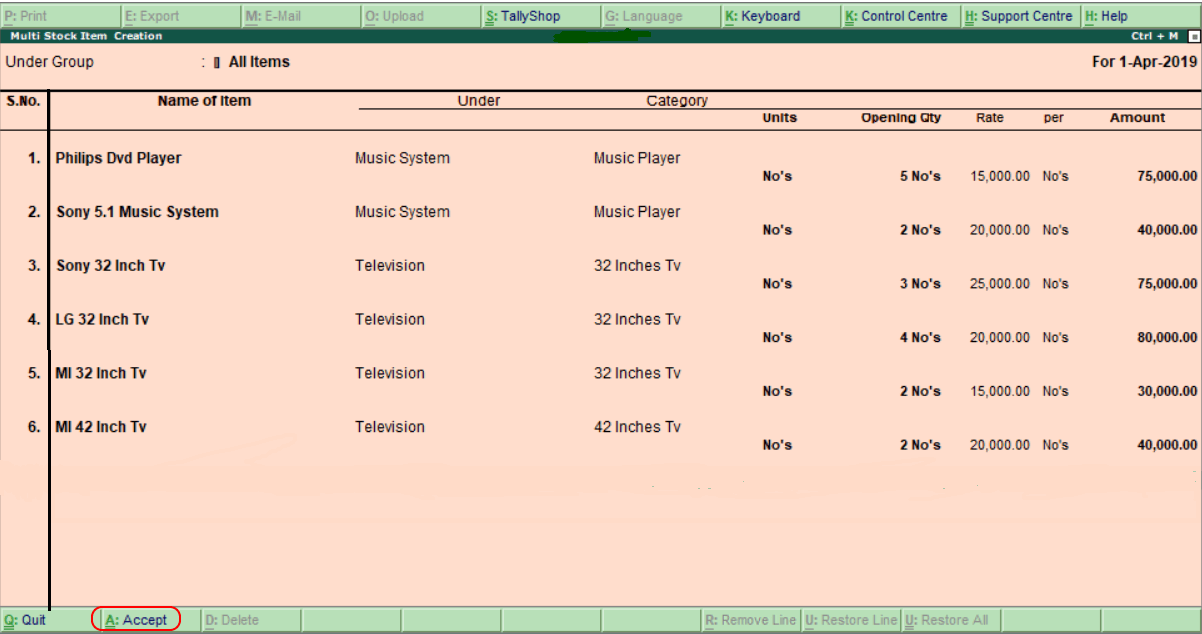 P: Print E: Export M: E-Mail O: Upload S: TallyShop G: Language K: Keyboard K: Control Centre H: Support Centre H: Help
Multi Stock Item Creation Ctrl + M
Under Group : All Items For 1-Apr-2019
S.No. Name of Item Under Category
Units Opening Qty Rate per Amount
1. Philips Dvd Player Music System Music Player
No's 5 No's 15,000.00 No's 75,000.00
2. Sony 5.1 Music System Music System Music Player
No's 2 No's 20,000.00 No's 40,000.00
3. Sony 32 Inch Tv Television 32 Inches Tv
No's 3 No's 25,000.00 No's 75,000.00
4. LG 32 Inch Tv Television 32 Inches Tv
No's 4 No's 20,000.00 No's 80,000.00
5. MI 32 Inch Tv Television 32 Inches Tv
No's 2 No's 15,000.00 No's 30,000.00
6. MI 42 Inch Tv Television 42 Inches Tv
No's 2 No's 20,000.00 No's 40,000.00
Q: Quit A: Accept D: Delete R: Remove Line U: Restore Line U: Restore All